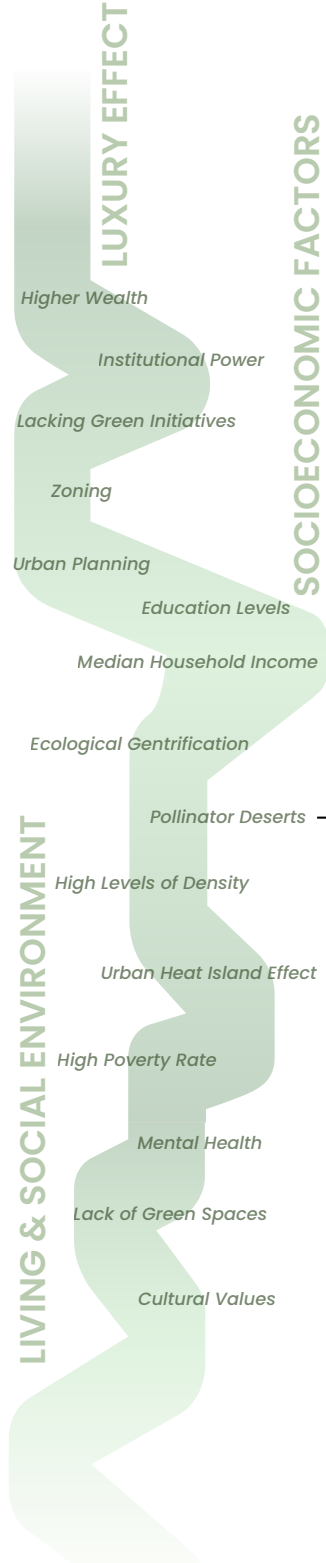 LUXURY EFFECT
SOCIOECONOMIC FACTORS
Higher Wealth
Institutional Power
Lacking Green Initiatives
Zoning
Urban Planning
Education Levels
Median Household Income
Ecological Gentrification
Pollinator Deserts
LIVING & SOCIAL ENVIRONMENT
High Levels of Density
Urban Heat Island Effect
High Poverty Rate
Mental Health
Lack of Green Spaces
Cultural Values